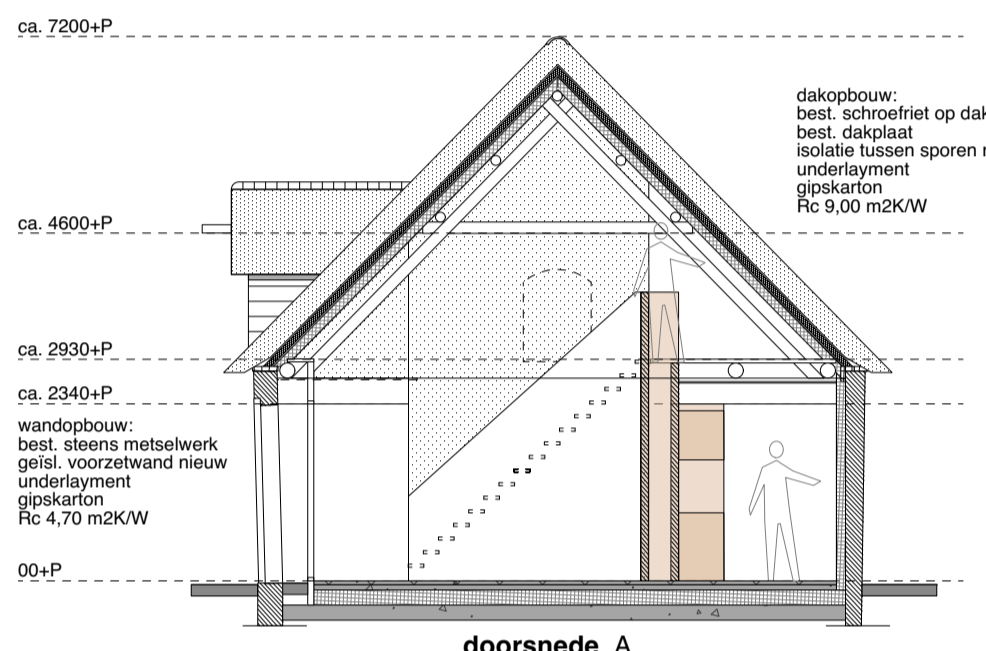 ca. 7200+P
dakopbouw:
best. schroefriet op dak
best. dakplaat
isolatie tussen sporen
underlayment
gipskarton
Rc 9,00 m2K/W
ca. 4600+P
ca. 2930+P
ca. 2340+P
wandopbouw:
best. steens metselwerk
geïsl. voorzetwand nieuw
underlayment
gipskarton
Rc 4,70 m2K/W
00+P
doorsnede A